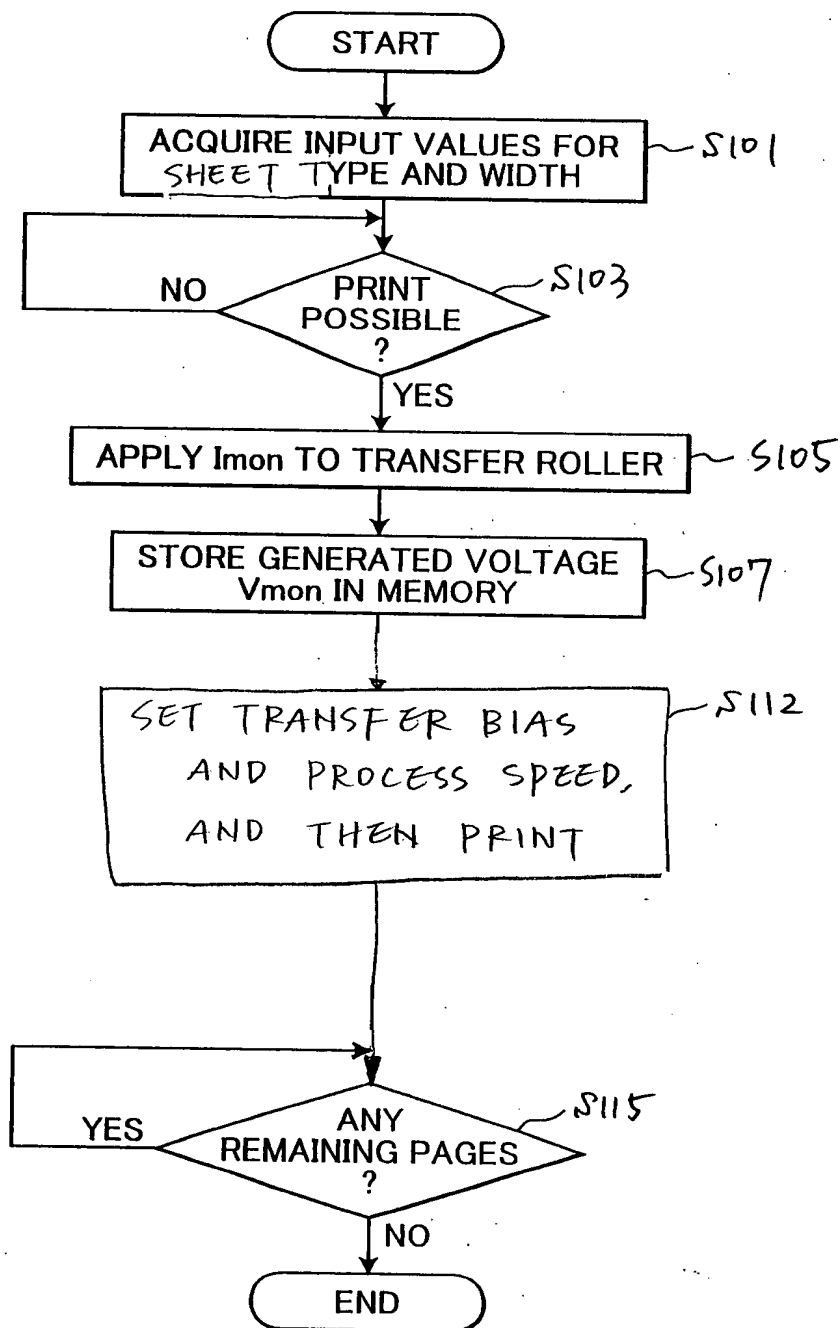 START
ACQUIRE INPUT VALUES FOR
SHEET TYPE AND WIDTH
S101
NO
PRINT
POSSIBLE
?
S103
YES
APPLY Imon TO TRANSFER ROLLER
S105
STORE GENERATED VOLTAGE
Vmon IN MEMORY
S107
SET TRANSFER BIAS
AND PROCESS SPEED,
AND THEN PRINT
S112
YES
ANY
REMAINING PAGES
?
S115
NO
END